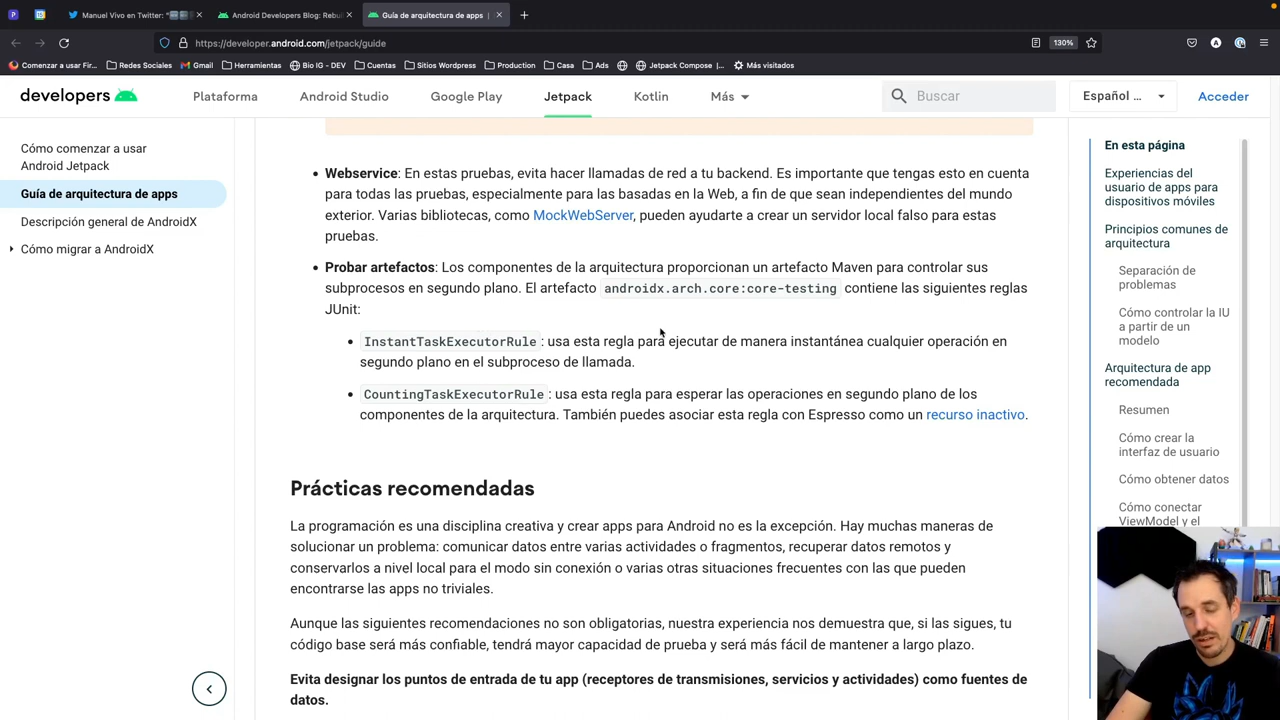 Manuel Vivo en Twitter: "
Android Developers Blog: Rebui
Guía de arquitectura de apps
https://developer.android.com/jetpack/guide
130%
Comenzar a usar Fir...
Redes Sociales
Gmail
Herramientas
Bio IG - DEV
Cuentas
Sitios Wordpress
Production
Casa
Ads
Jetpack Compose |...
Más visitados
developers
Plataforma
Android Studio
Google Play
Jetpack
Kotlin
Más
Buscar
Español ...
Acceder
Cómo comenzar a usar
Android Jetpack
Guía de arquitectura de apps
Descripción general de AndroidX
Cómo migrar a AndroidX
Webservice: En estas pruebas, evita hacer llamadas de red a tu backend. Es importante que tengas esto en cuenta
para todas las pruebas, especialmente para las basadas en la Web, a fin de que sean independientes del mundo
exterior. Varias bibliotecas, como MockWebServer, pueden ayudarte a crear un servidor local falso para estas
pruebas.
Probar artefactos: Los componentes de la arquitectura proporcionan un artefacto Maven para controlar sus
subprocesos en segundo plano. El artefacto androidx.arch.core:core-testing contiene las siguientes reglas
JUnit:
InstantTaskExecutorRule: usa esta regla para ejecutar de manera instantánea cualquier operación en
segundo plano en el subproceso de llamada.
CountingTaskExecutorRule: usa esta regla para esperar las operaciones en segundo plano de los
componentes de la arquitectura. También puedes asociar esta regla con Espresso como un recurso inactivo.
Prácticas recomendadas
La programación es una disciplina creativa y crear apps para Android no es la excepción. Hay muchas maneras de
solucionar un problema: comunicar datos entre varias actividades o fragmentos, recuperar datos remotos y
conservarlos a nivel local para el modo sin conexión o varias otras situaciones frecuentes con las que pueden
encontrarse las apps no triviales.
Aunque las siguientes recomendaciones no son obligatorias, nuestra experiencia nos demuestra que, si las sigues, tu
código base será más confiable, tendrá mayor capacidad de prueba y será más fácil de mantener a largo plazo.
Evita designar los puntos de entrada de tu app (receptores de transmisiones, servicios y actividades) como fuentes de
datos.
En esta página
Experiencias del
usuario de apps para
dispositivos móviles
Principios comunes de
arquitectura
Separación de
problemas
Cómo controlar la IU
a partir de un
modelo
Arquitectura de app
recomendada
Resumen
Cómo crear la
interfaz de usuario
Cómo obtener datos
Cómo conectar
ViewModel y el